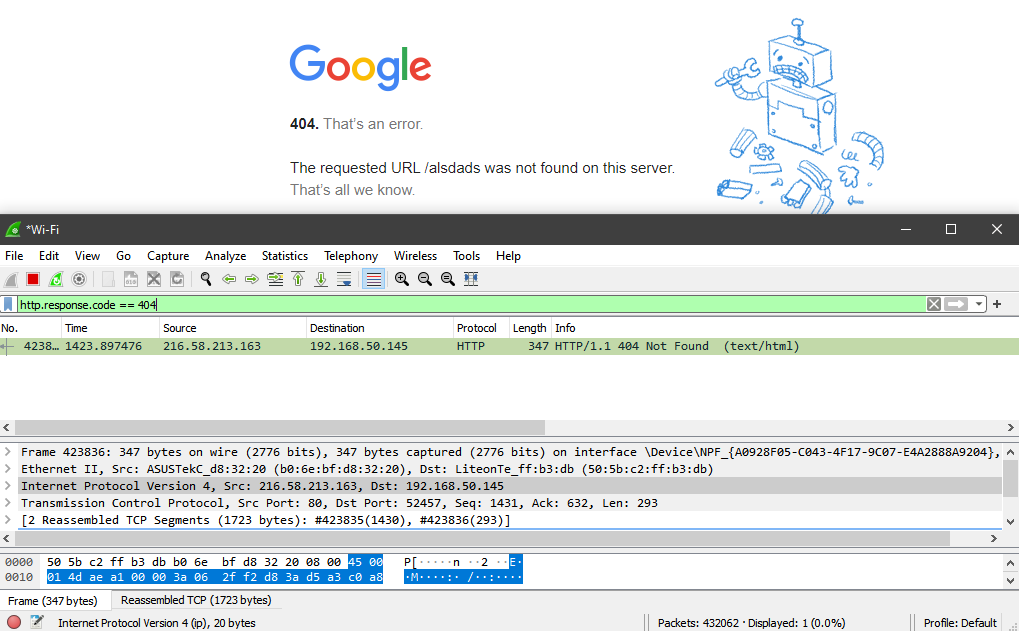 Google
404. That's an error.
The requested URL /alsdads was not found on this server.
That's all we know.
*Wi-Fi
File Edit View Go Capture Analyze Statistics Telephony Wireless Tools Help
http.response.code == 404
No. Time Source Destination Protocol Length Info
4238… 1423.897476 216.58.213.163 192.168.50.145 HTTP 347 HTTP/1.1 404 Not Found (text/html)
Frame 423836: 347 bytes on wire (2776 bits), 347 bytes captured (2776 bits) on interface \Device\NPF_{A0928F05-C043-4F17-9C07-E4A2888A9204},
Ethernet II, Src: ASUSTekC_d8:32:20 (b0:6e:bf:d8:32:20), Dst: LiteonTe_ff:b3:db (50:5b:c2:ff:b3:db)
Internet Protocol Version 4, Src: 216.58.213.163, Dst: 192.168.50.145
Transmission Control Protocol, Src Port: 80, Dst Port: 52457, Seq: 1431, Ack: 632, Len: 293
[2 Reassembled TCP Segments (1723 bytes): #423835(1430), #423836(293)]
0000 50 5b c2 ff b3 db b0 6e bf d8 32 20 08 00 45 00 P[·····n ··2 ··E·
0010 01 4d ae a1 00 00 3a 06 2f f2 d8 3a d5 a3 c0 a8 ·M····:· /··:····
Frame (347 bytes) Reassembled TCP (1723 bytes)
Internet Protocol Version 4 (ip), 20 bytes Packets: 432062 · Displayed: 1 (0.0%) Profile: Default